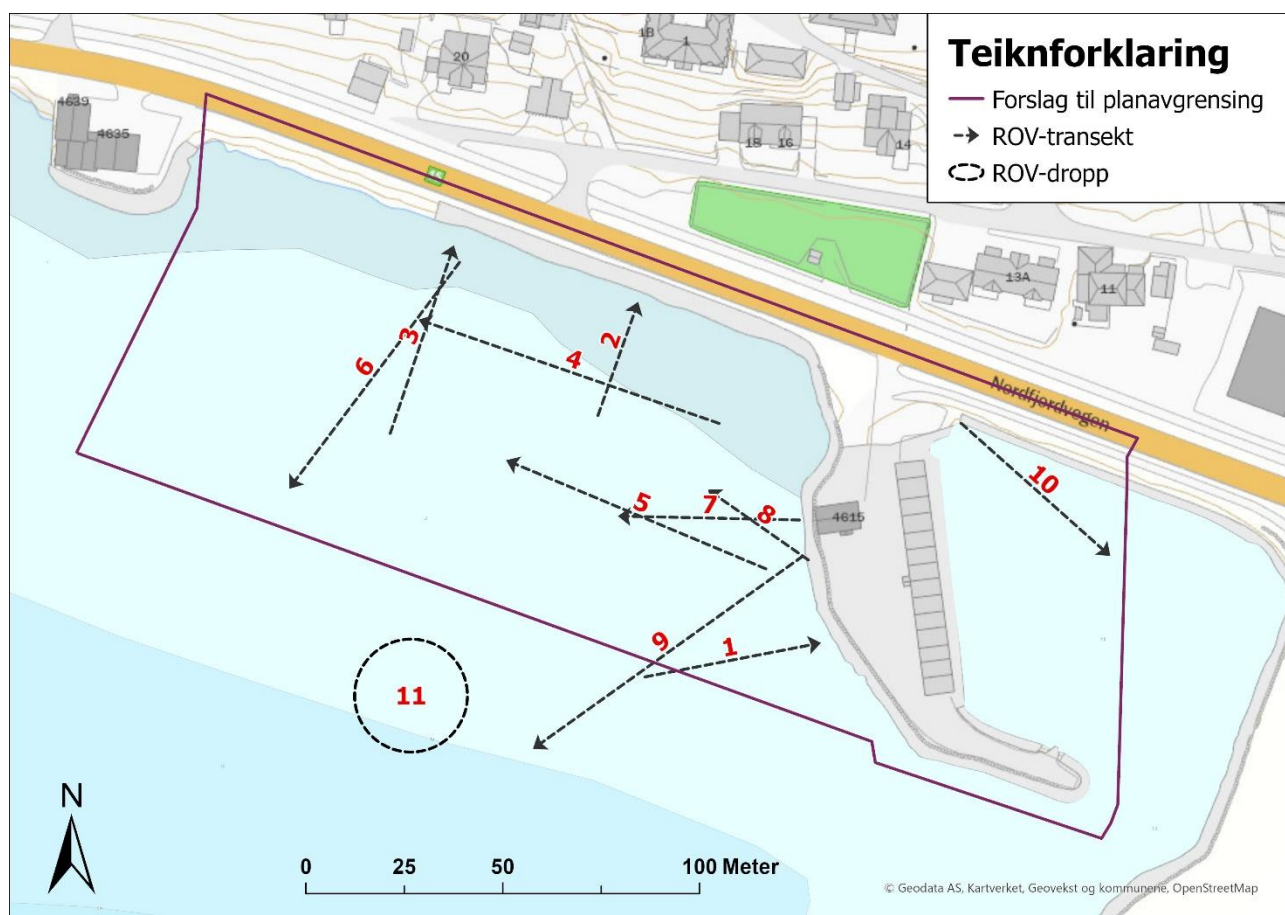 Teiknforklaring
Forslag til planavgrensing
ROV-transekt
ROV-dropp
1B
1
20
4639
4635
18 16
14
15
13A
11
Nordfjordvegen
3
2
6
4
10
5
7
8
4615
9
1
11
N
0 25 50 100 Meter
© Geodata AS, Kartverket, Geovekst og kommunene, OpenStreetMap